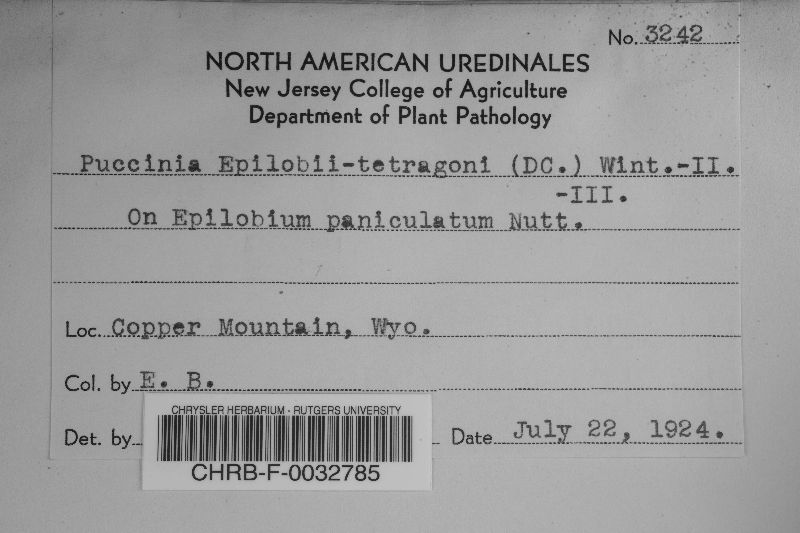 No. 3242
NORTH AMERICAN UREDINALES
New Jersey College of Agriculture
Department of Plant Pathology
Puccinia Epilobii-tetragoni (DC.) Wint.-II.
-III.
On Epilobium paniculatum Nutt.
Loc. Copper Mountain, Wyo.
Col. by E. B.
Det. by
Date July 22, 1924.
CHRYSLER HERBARIUM - RUTGERS UNIVERSITY
CHRB-F-0032785